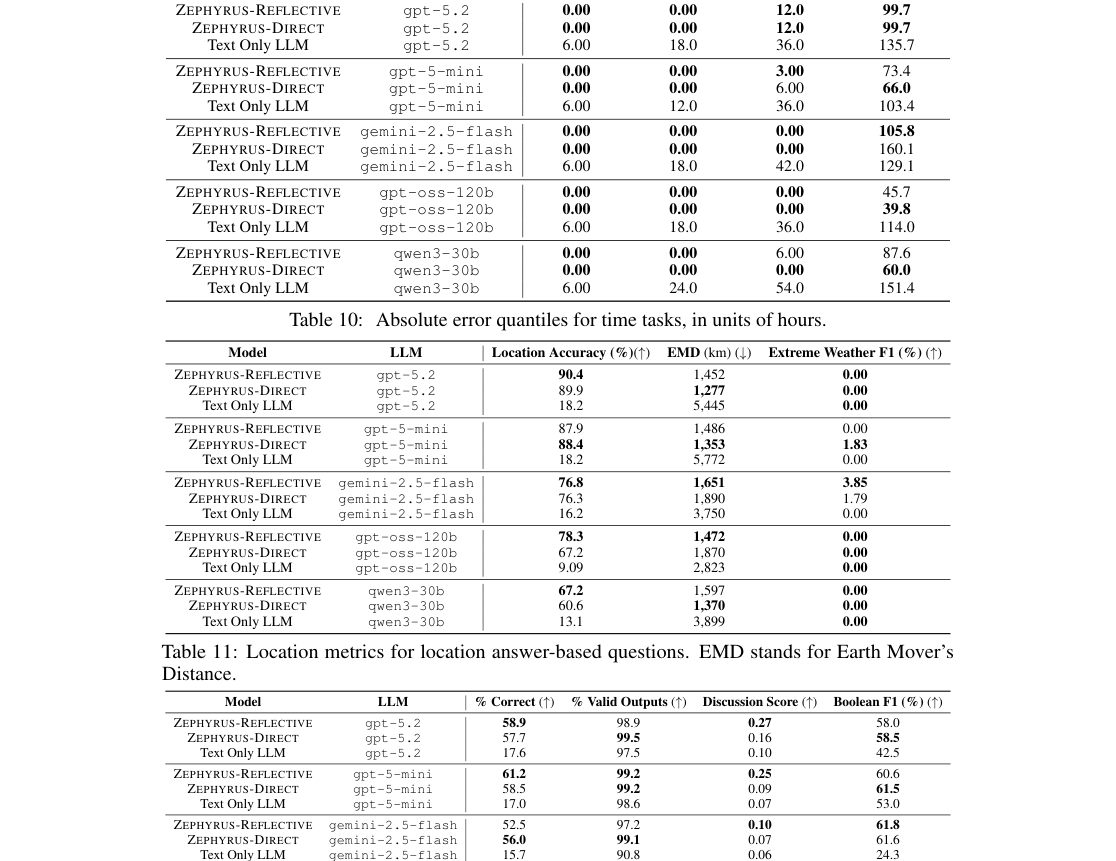 ZEPHYRUS-REFLECTIVE gpt-5.2 0.00 0.00 12.0 99.7
ZEPHYRUS-DIRECT gpt-5.2 0.00 0.00 12.0 99.7
Text Only LLM gpt-5.2 6.00 18.0 36.0 135.7
ZEPHYRUS-REFLECTIVE gpt-5-mini 0.00 0.00 3.00 73.4
ZEPHYRUS-DIRECT gpt-5-mini 0.00 0.00 6.00 66.0
Text Only LLM gpt-5-mini 6.00 12.0 36.0 103.4
ZEPHYRUS-REFLECTIVE gemini-2.5-flash 0.00 0.00 0.00 105.8
ZEPHYRUS-DIRECT gemini-2.5-flash 0.00 0.00 0.00 160.1
Text Only LLM gemini-2.5-flash 6.00 18.0 42.0 129.1
ZEPHYRUS-REFLECTIVE gpt-oss-120b 0.00 0.00 0.00 45.7
ZEPHYRUS-DIRECT gpt-oss-120b 0.00 0.00 0.00 39.8
Text Only LLM gpt-oss-120b 6.00 18.0 36.0 114.0
ZEPHYRUS-REFLECTIVE qwen3-30b 0.00 0.00 6.00 87.6
ZEPHYRUS-DIRECT qwen3-30b 0.00 0.00 0.00 60.0
Text Only LLM qwen3-30b 6.00 24.0 54.0 151.4
Table 10: Absolute error quantiles for time tasks, in units of hours.
Model LLM Location Accuracy (%)(↑) EMD (km) (↓) Extreme Weather F1 (%) (↑)
ZEPHYRUS-REFLECTIVE gpt-5.2 90.4 1,452 0.00
ZEPHYRUS-DIRECT gpt-5.2 89.9 1,277 0.00
Text Only LLM gpt-5.2 18.2 5,445 0.00
ZEPHYRUS-REFLECTIVE gpt-5-mini 87.9 1,486 0.00
ZEPHYRUS-DIRECT gpt-5-mini 88.4 1,353 1.83
Text Only LLM gpt-5-mini 18.2 5,772 0.00
ZEPHYRUS-REFLECTIVE gemini-2.5-flash 76.8 1,651 3.85
ZEPHYRUS-DIRECT gemini-2.5-flash 76.3 1,890 1.79
Text Only LLM gemini-2.5-flash 16.2 3,750 0.00
ZEPHYRUS-REFLECTIVE gpt-oss-120b 78.3 1,472 0.00
ZEPHYRUS-DIRECT gpt-oss-120b 67.2 1,870 0.00
Text Only LLM gpt-oss-120b 9.09 2,823 0.00
ZEPHYRUS-REFLECTIVE qwen3-30b 67.2 1,597 0.00
ZEPHYRUS-DIRECT qwen3-30b 60.6 1,370 0.00
Text Only LLM qwen3-30b 13.1 3,899 0.00
Table 11: Location metrics for location answer-based questions. EMD stands for Earth Mover's
Distance.
Model LLM % Correct (↑) % Valid Outputs (↑) Discussion Score (↑) Boolean F1 (%) (↑)
ZEPHYRUS-REFLECTIVE gpt-5.2 58.9 98.9 0.27 58.0
ZEPHYRUS-DIRECT gpt-5.2 57.7 99.5 0.16 58.5
Text Only LLM gpt-5.2 17.6 97.5 0.10 42.5
ZEPHYRUS-REFLECTIVE gpt-5-mini 61.2 99.2 0.25 60.6
ZEPHYRUS-DIRECT gpt-5-mini 58.5 99.2 0.09 61.5
Text Only LLM gpt-5-mini 17.0 98.6 0.07 53.0
ZEPHYRUS-REFLECTIVE gemini-2.5-flash 52.5 97.2 0.10 61.8
ZEPHYRUS-DIRECT gemini-2.5-flash 56.0 99.1 0.07 61.6
Text Only LLM gemini-2.5-flash 15.7 90.8 0.06 24.3